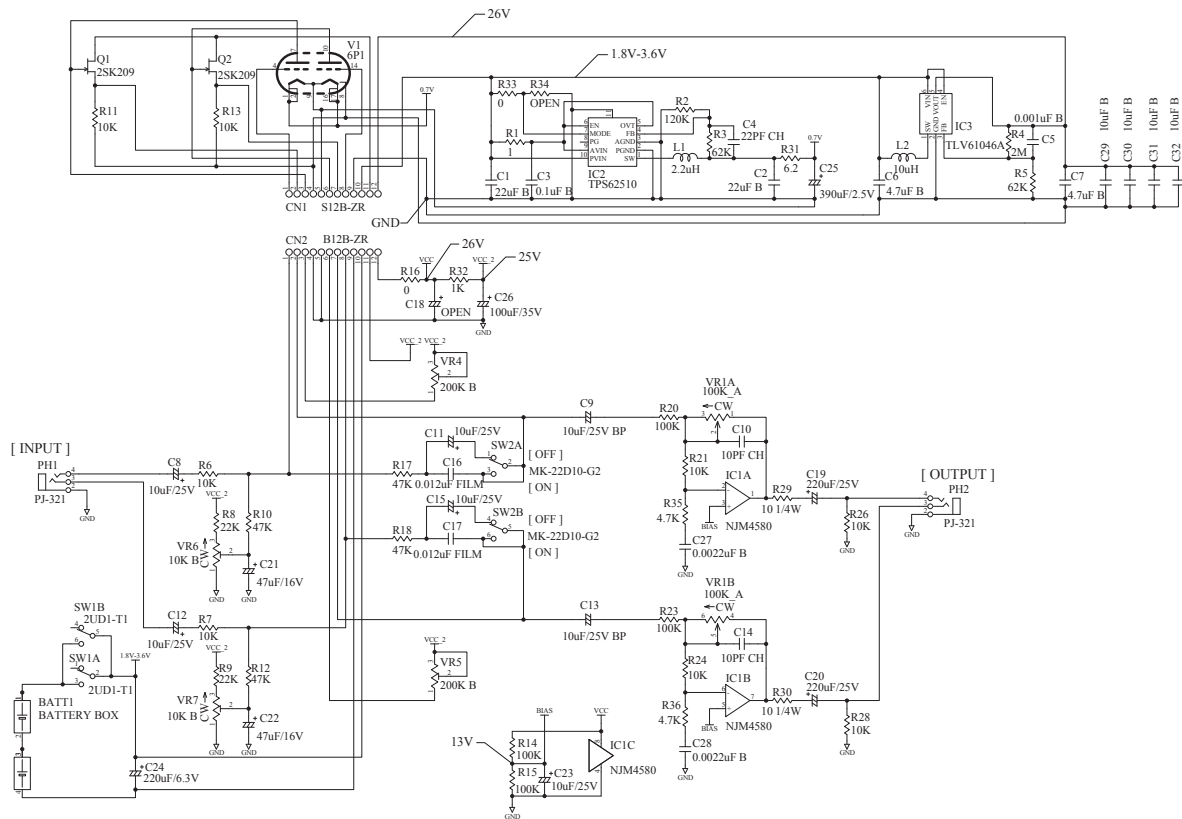 26V
1.8V-3.6V
V1
6P1
Q1
2SK209
Q2
2SK209
R11
10K
R13
10K
0.7V
R33
0
R34
OPEN
R1
1
C1
22uF B
C3
0.1uF B
EN
MODE
PG
AVIN
PVIN
OVT
FB
AGND
PGND
SW
IC2
TPS62510
R2
120K
R3
62K
C4
22PF CH
L1
2.2uH
C2
22uF B
R31
6.2
0.7V
C25
390uF/2.5V
C6
4.7uF B
L2
10uH
VIN
VOUT
EN
SW
GND
FB
IC3
TLV61046A
0.001uF B
R4
2M
C5
R5
62K
C7
4.7uF B
C29 10uF B
C30 10uF B
C31 10uF B
C32 10uF B
CN1 S12B-ZR
GND
CN2 B12B-ZR
26V
25V
VCC
VCC_2
R16
0
R32
1K
C18
OPEN
C26
100uF/35V
GND
VCC_2 VCC_2
VR4
200K B
VR1A
100K_A
CW
C9
10uF/25V BP
R20
100K
C10
10PF CH
[ INPUT ]
PH1
PJ-321
GND
C8
10uF/25V
R6
10K
VCC_2
R8
22K
R10
47K
VR6
10K B
CW
C21
47uF/16V
GND
GND
C11
10uF/25V
R17
47K
C16
0.012uF FILM
SW2A
[ OFF ]
MK-22D10-G2
[ ON ]
C15
10uF/25V
R18
47K
C17
0.012uF FILM
SW2B
[ OFF ]
MK-22D10-G2
[ ON ]
R21
10K
IC1A
NJM4580
BIAS
R35
4.7K
C27
0.0022uF B
GND
R29
10 1/4W
C19
220uF/25V
R26
10K
GND
[ OUTPUT ]
PH2
PJ-321
GND
SW1B
2UD1-T1
SW1A
2UD1-T1
1.8V-3.6V
BATT1
BATTERY BOX
C24
220uF/6.3V
C12
10uF/25V
R7
10K
VCC_2
R9
22K
R12
47K
VR7
10K B
CW
C22
47uF/16V
GND
GND
VCC_2
VR5
200K B
C13
10uF/25V BP
R23
100K
VR1B
100K_A
CW
C14
10PF CH
R24
10K
IC1B
NJM4580
BIAS
R36
4.7K
C28
0.0022uF B
GND
R30
10 1/4W
C20
220uF/25V
R28
10K
GND
13V
BIAS
VCC
R14
100K
R15
100K
C23
10uF/25V
IC1C
NJM4580
GND